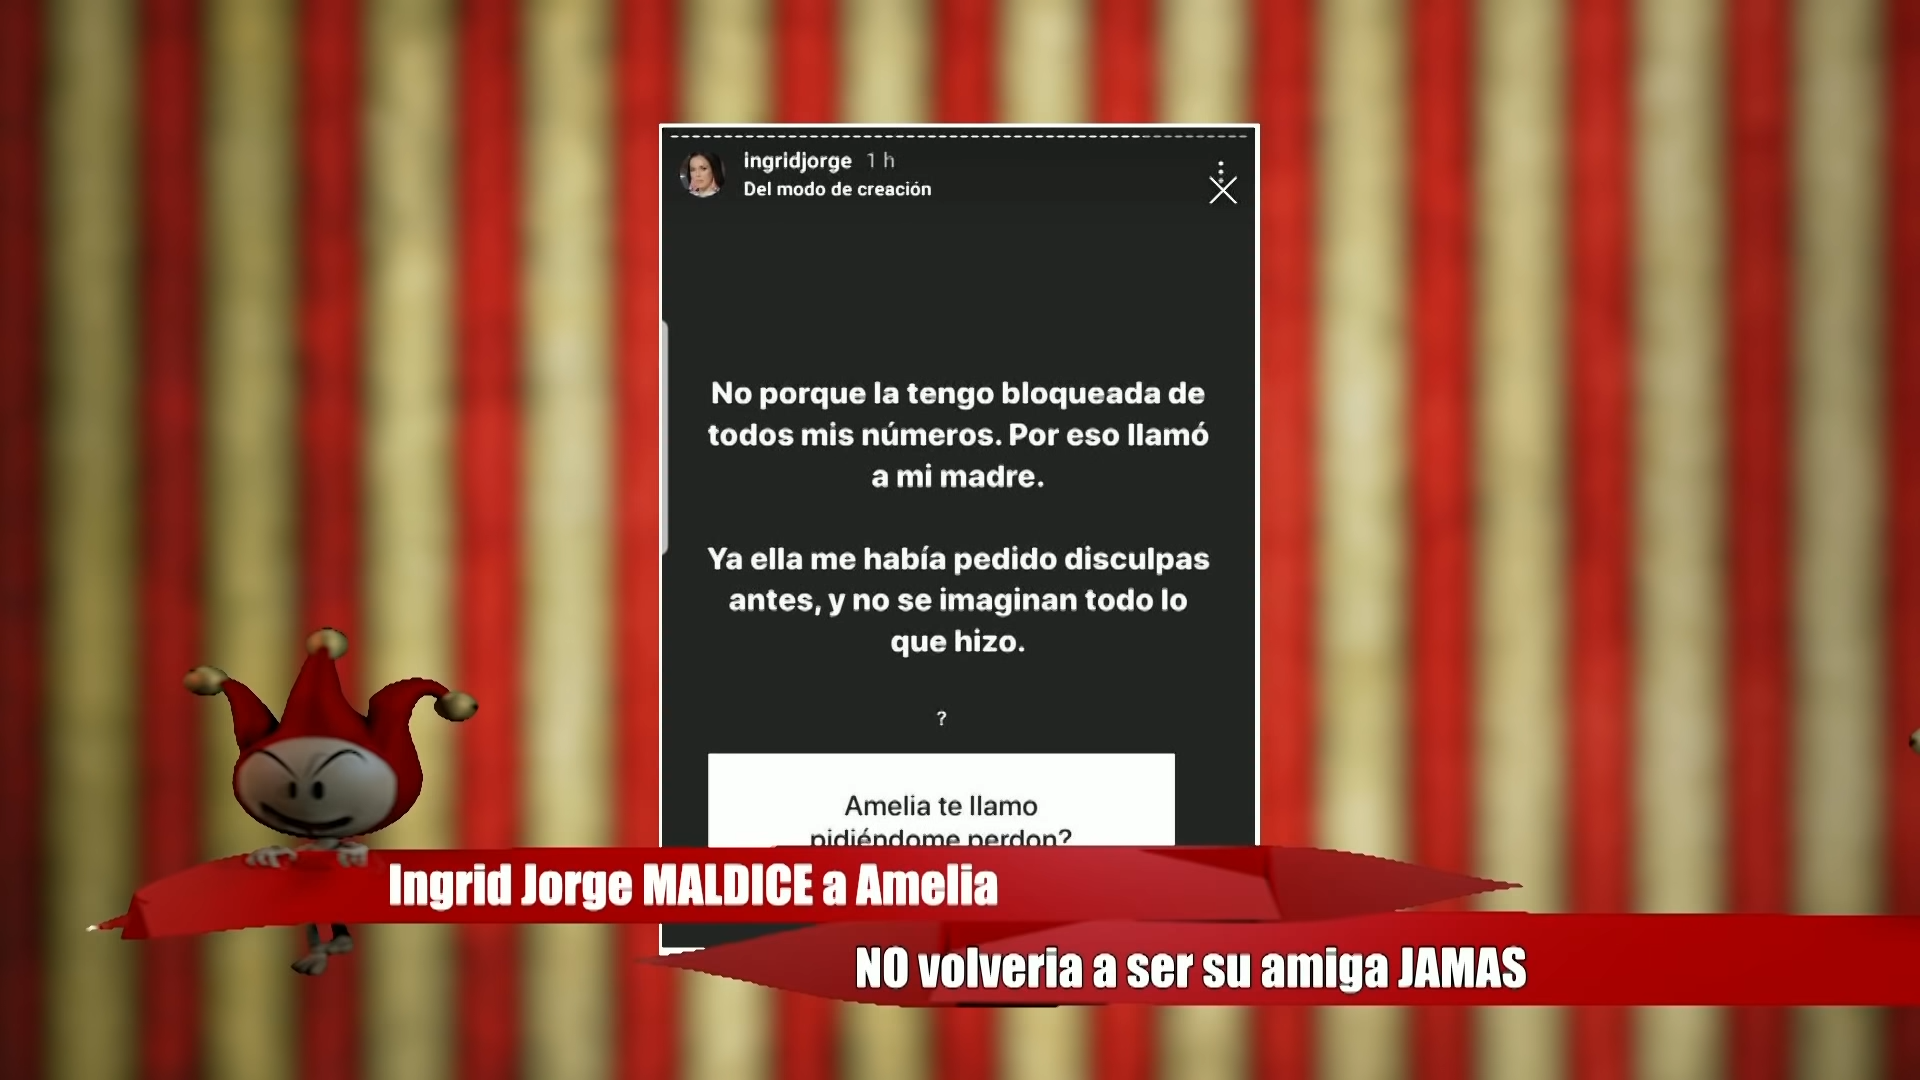 ingridjorge 1 h
Del modo de creación
No porque la tengo bloqueada de
todos mis números. Por eso llamó
a mi madre.
Ya ella me había pedido disculpas
antes, y no se imaginan todo lo
que hizo.
?
Amelia te llamo
pidiéndome perdon?
Ingrid Jorge MALDICE a Amelia
NO volveria a ser su amiga JAMAS